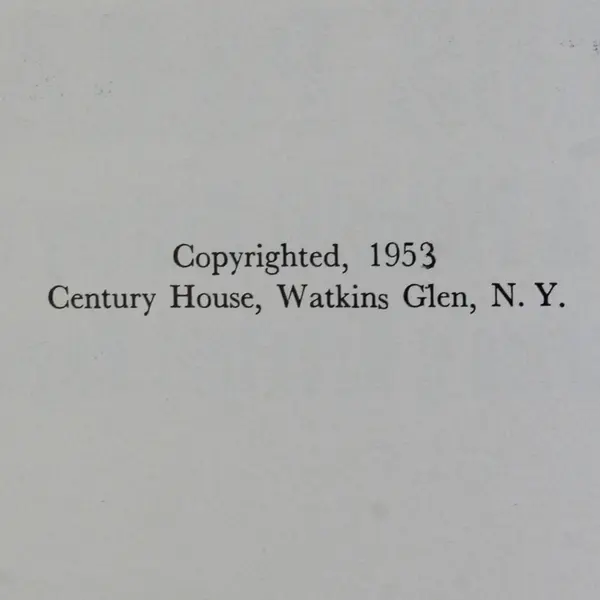 Copyrighted, 1953
Century House, Watkins Glen, N. Y.